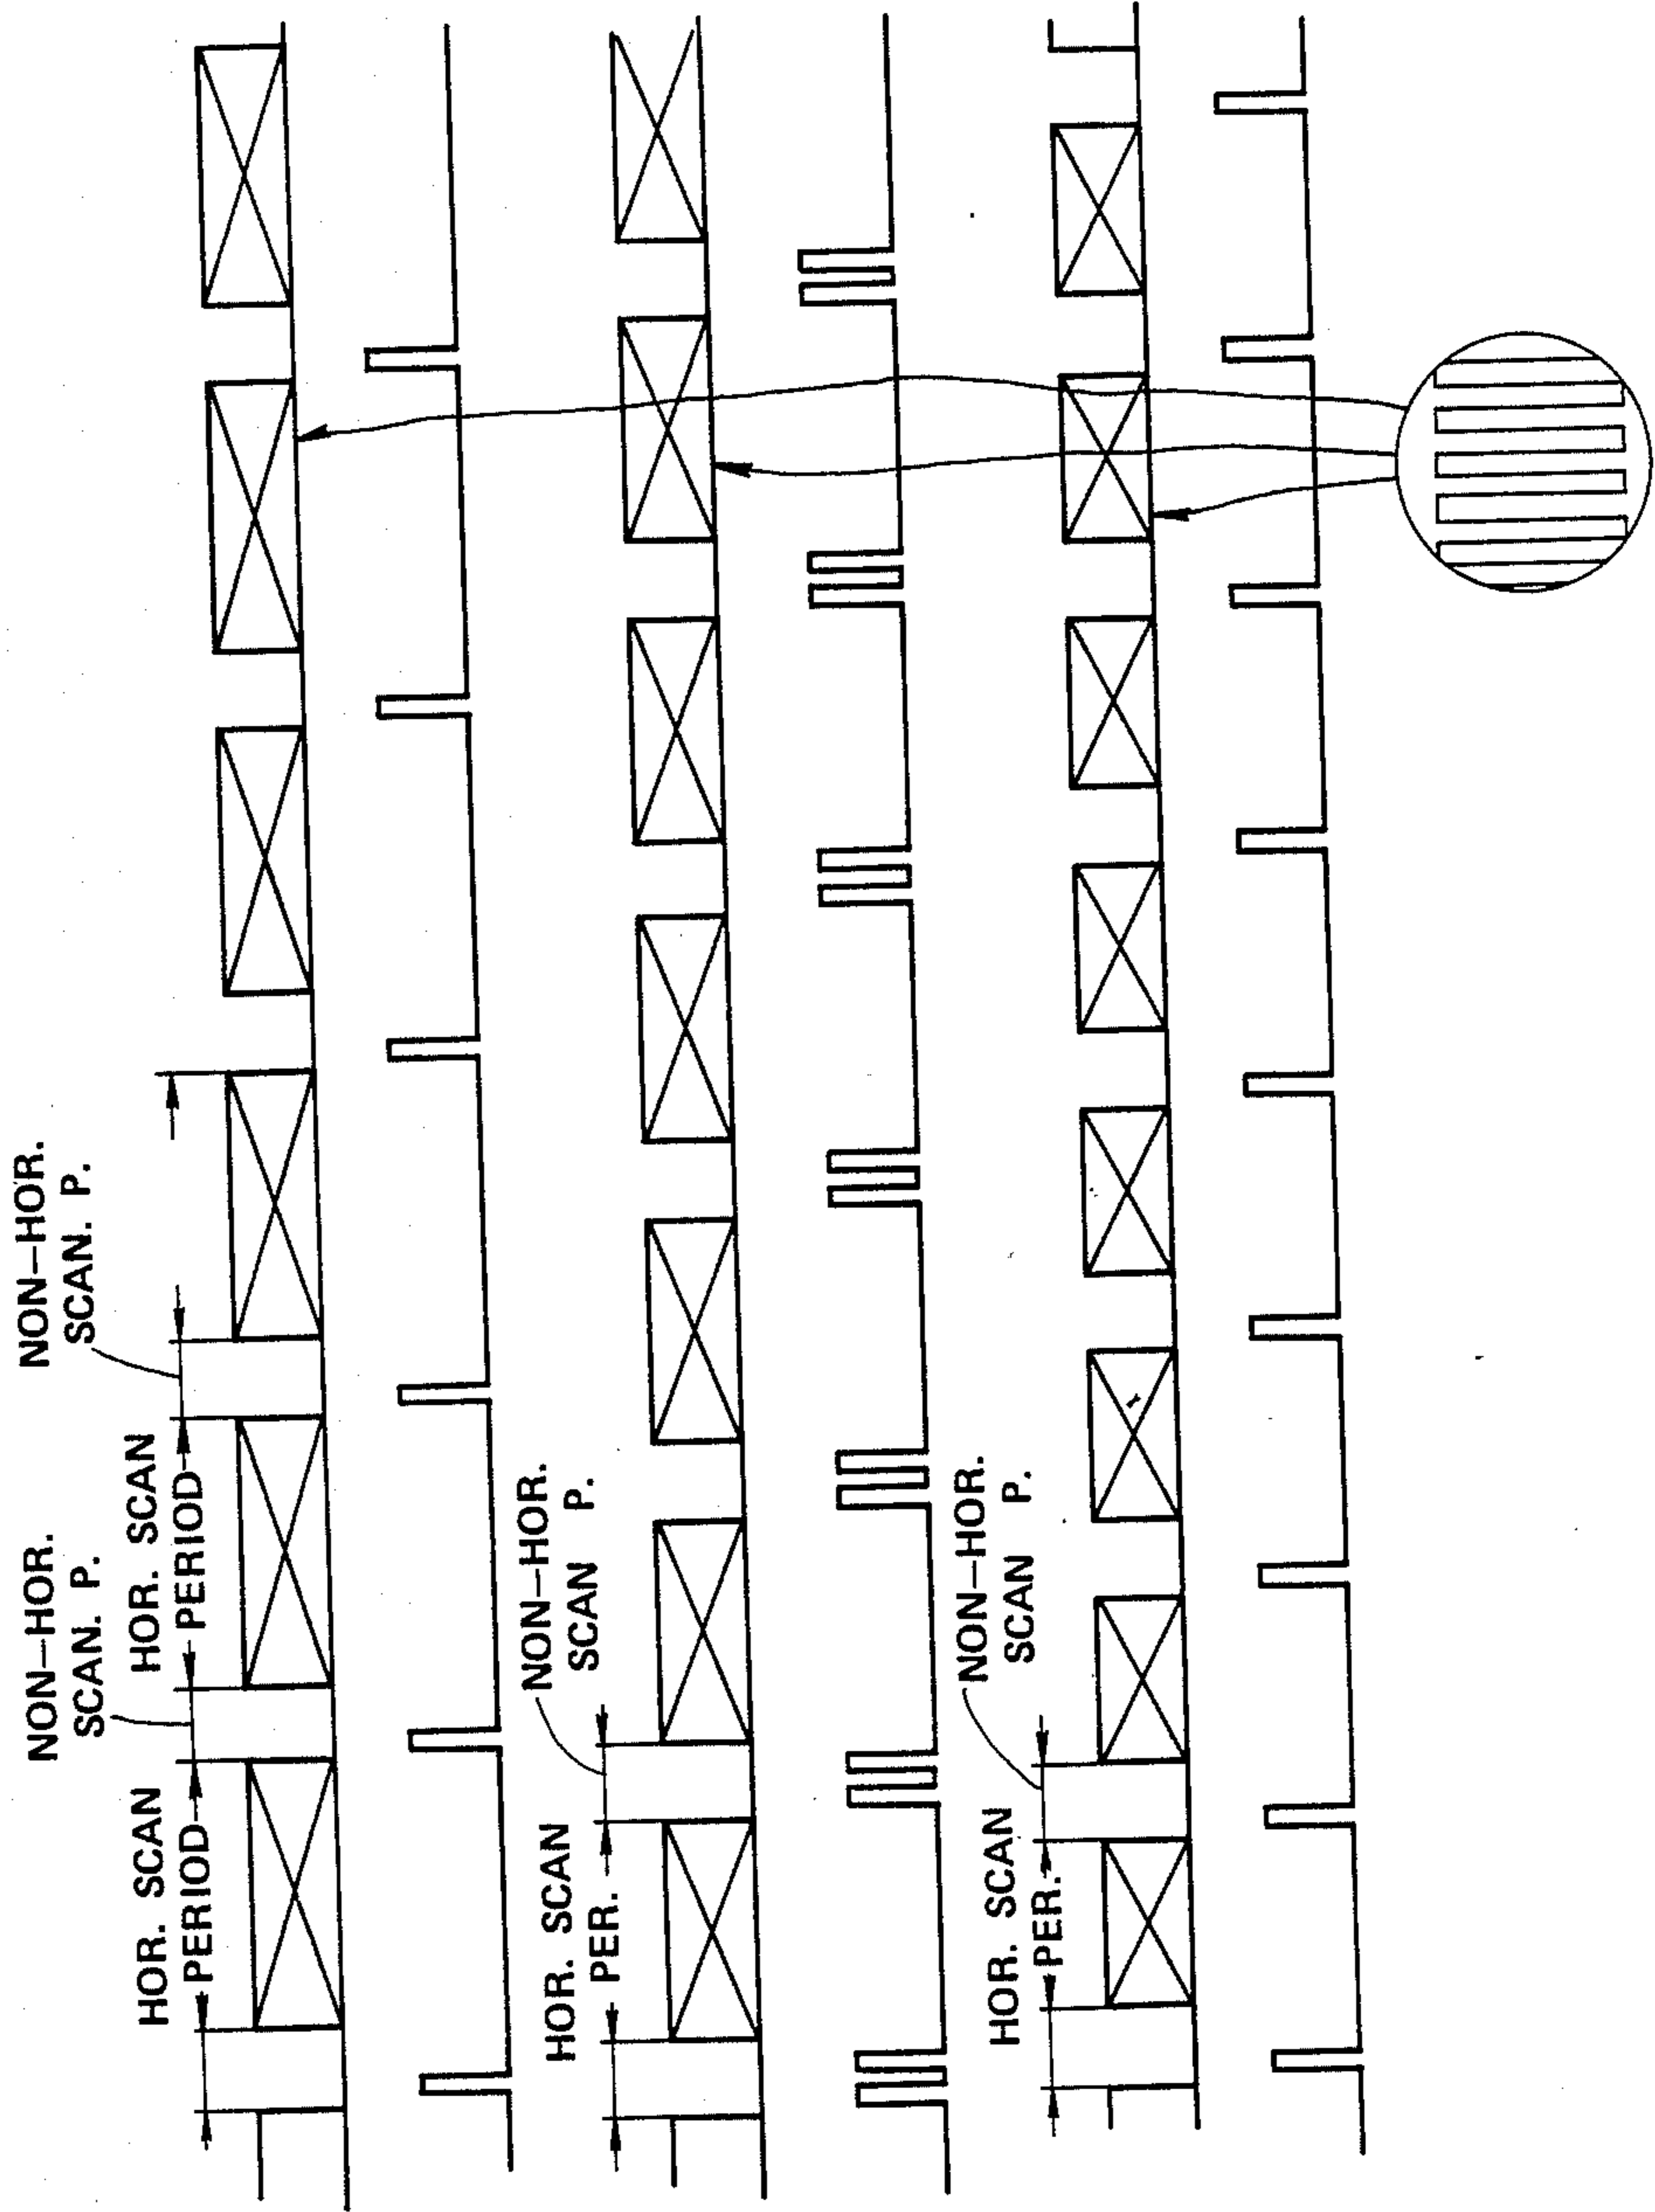 HOR. SCAN
PERIOD
NON-HOR.
SCAN. P.
HOR. SCAN
PERIOD
NON-HOR.
SCAN. P.
HOR. SCAN
PER.
NON-HOR.
SCAN P.
HOR. SCAN
PER.
NON-HOR.
SCAN P.